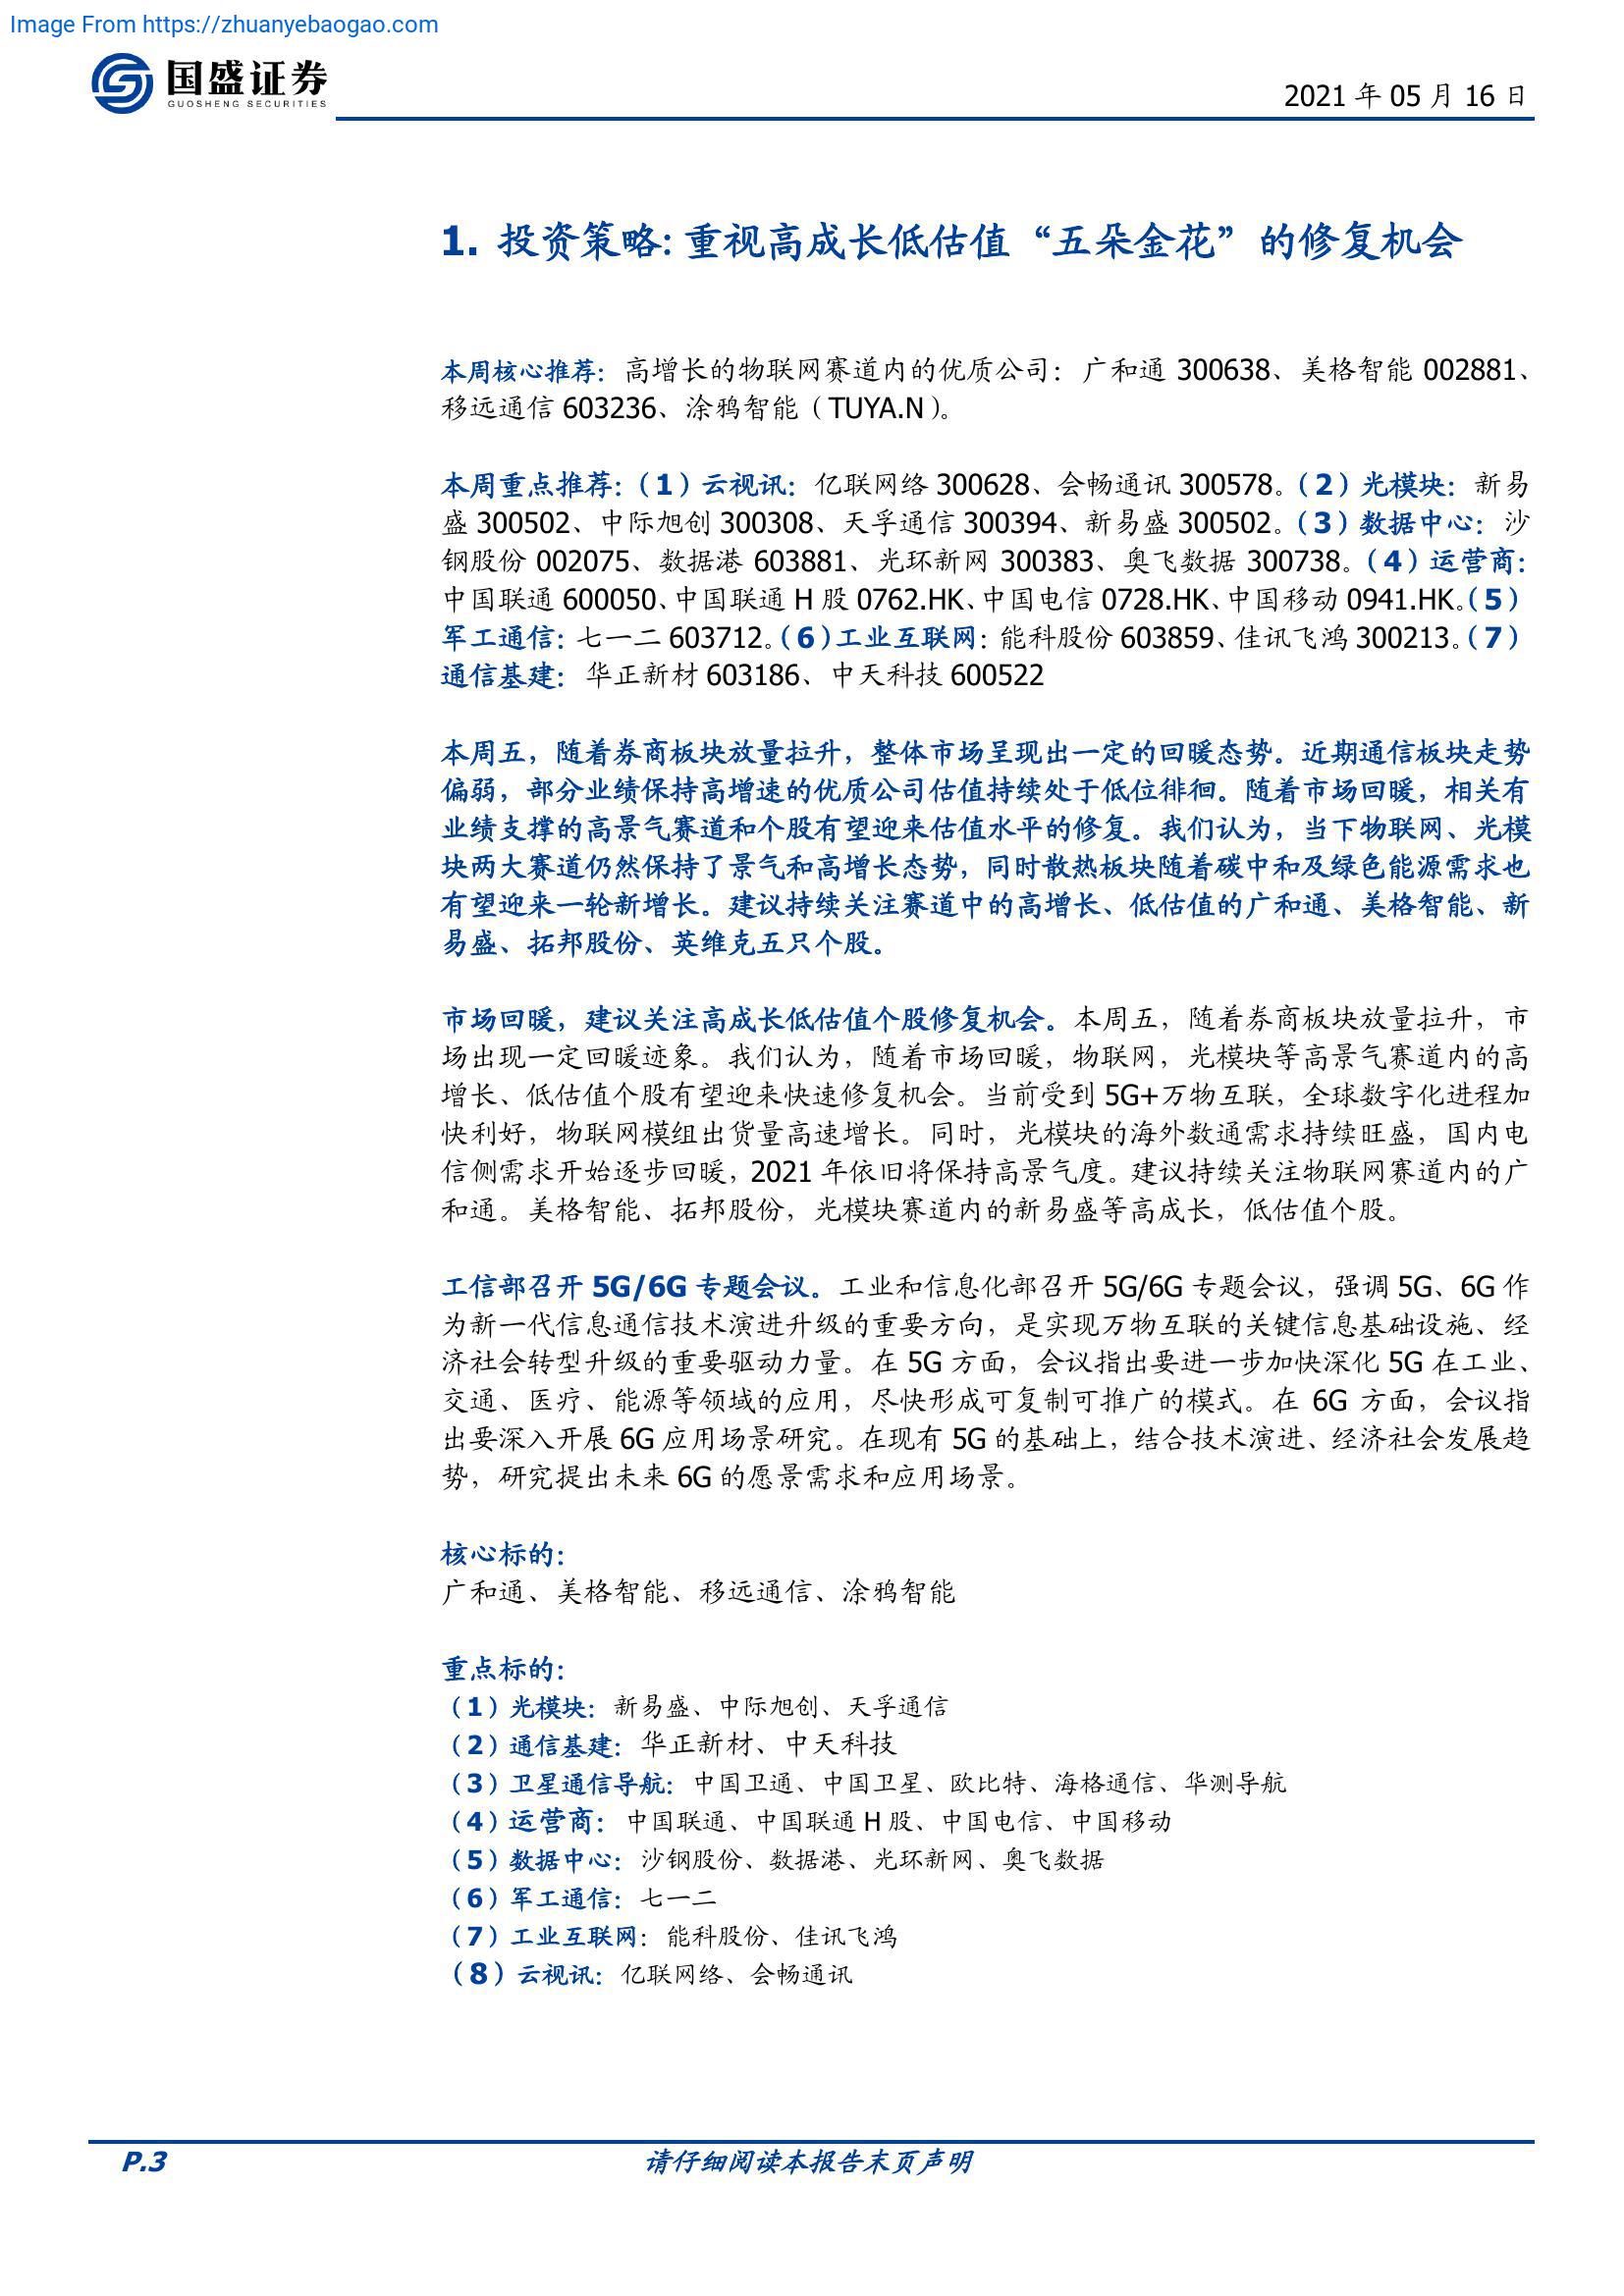 Image From https://zhuanyebaogao.com
国盛证券
GUOSHENG SECURITIES
2021 年 05 月 16 日
1. 投资策略：重视高成长低估值“五朵金花”的修复机会
本周核心推荐：高增长的物联网赛道内的优质公司：广和通 300638、美格智能 002881、
移远通信 603236、涂鸦智能（TUYA.N）。
本周重点推荐：（1）云视讯：亿联网络 300628、会畅通讯 300578。（2）光模块：新易
盛 300502、中际旭创 300308、天孚通信 300394、新易盛 300502。（3）数据中心：沙
钢股份 002075、数据港 603881、光环新网 300383、奥飞数据 300738。（4）运营商：
中国联通 600050、中国联通 H 股 0762.HK、中国电信 0728.HK、中国移动 0941.HK。（5）
军工通信：七一二 603712。（6）工业互联网：能科股份 603859、佳讯飞鸿 300213。（7）
通信基建：华正新材 603186、中天科技 600522
本周五，随着券商板块放量拉升，整体市场呈现出一定的回暖态势。近期通信板块走势
偏弱，部分业绩保持高增速的优质公司估值持续处于低位徘徊。随着市场回暖，相关有
业绩支撑的高景气赛道和个股有望迎来估值水平的修复。我们认为，当下物联网、光模
块两大赛道仍然保持了景气和高增长态势，同时散热板块随着碳中和及绿色能源需求也
有望迎来一轮新增长。建议持续关注赛道中的高增长、低估值的广和通、美格智能、新
易盛、拓邦股份、英维克五只个股。
市场回暖，建议关注高成长低估值个股修复机会。本周五，随着券商板块放量拉升，市
场出现一定回暖迹象。我们认为，随着市场回暖，物联网，光模块等高景气赛道内的高
增长、低估值个股有望迎来快速修复机会。当前受到 5G+万物互联，全球数字化进程加
快利好，物联网模组出货量高速增长。同时，光模块的海外数通需求持续旺盛，国内电
信侧需求开始逐步回暖，2021 年依旧将保持高景气度。建议持续关注物联网赛道内的广
和通。美格智能、拓邦股份，光模块赛道内的新易盛等高成长，低估值个股。
工信部召开 5G/6G 专题会议。工业和信息化部召开 5G/6G 专题会议，强调 5G、6G 作
为新一代信息通信技术演进升级的重要方向，是实现万物互联的关键信息基础设施、经
济社会转型升级的重要驱动力量。在 5G 方面，会议指出要进一步加快深化 5G 在工业、
交通、医疗、能源等领域的应用，尽快形成可复制可推广的模式。在 6G 方面，会议指
出要深入开展 6G 应用场景研究。在现有 5G 的基础上，结合技术演进、经济社会发展趋
势，研究提出未来 6G 的愿景需求和应用场景。
核心标的：
广和通、美格智能、移远通信、涂鸦智能
重点标的：
（1）光模块：新易盛、中际旭创、天孚通信
（2）通信基建：华正新材、中天科技
（3）卫星通信导航：中国卫通、中国卫星、欧比特、海格通信、华测导航
（4）运营商：中国联通、中国联通 H 股、中国电信、中国移动
（5）数据中心：沙钢股份、数据港、光环新网、奥飞数据
（6）军工通信：七一二
（7）工业互联网：能科股份、佳讯飞鸿
（8）云视讯：亿联网络、会畅通讯
P.3
请仔细阅读本报告末页声明